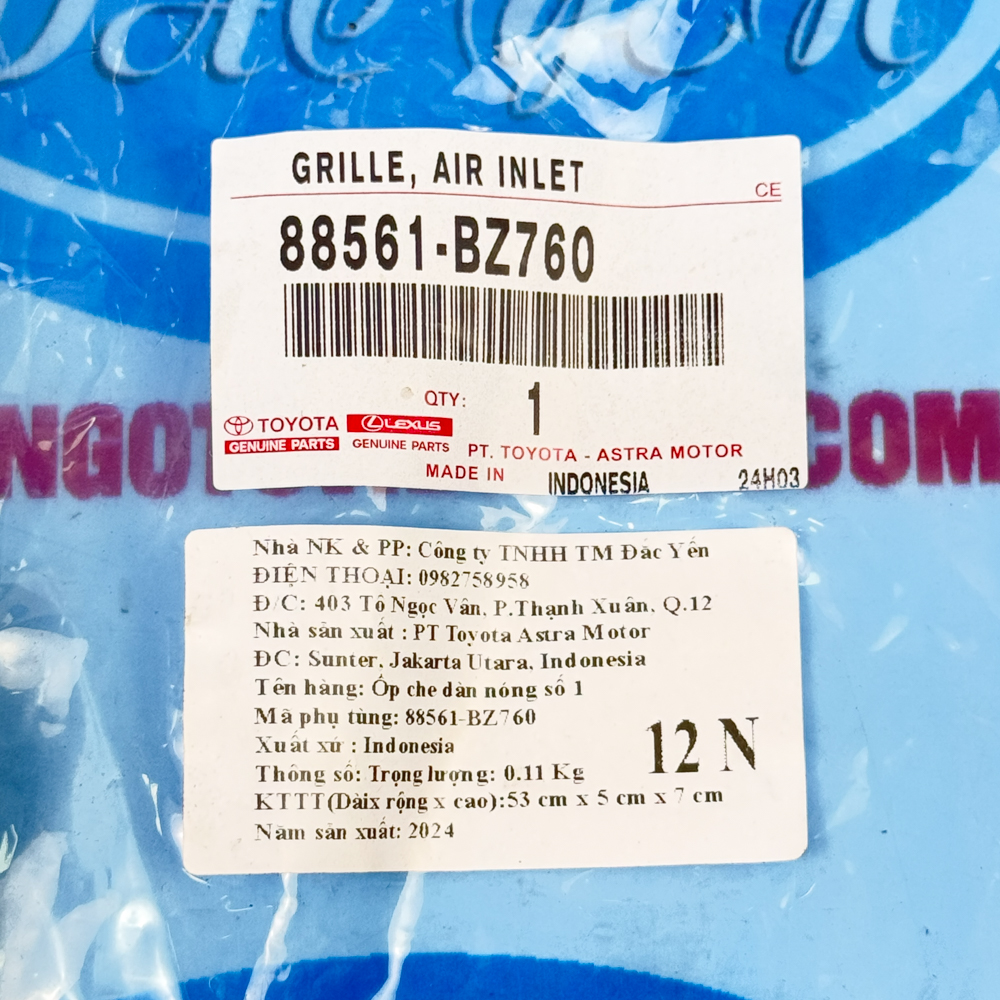 GRILLE, AIR INLET
CE
88561-BZ760
QTY: 1
TOYOTA LEXUS
GENUINE PARTS GENUINE PARTS PT. TOYOTA - ASTRA MOTOR
MADE IN INDONESIA 24H03
COM
Nhà NK & PP: Công ty TNHH TM Đắc Yến
ĐIỆN THOẠI: 0982758958
Đ/C: 403 Tô Ngọc Vân, P.Thạnh Xuân, Q.12
Nhà sản xuất : PT Toyota Astra Motor
ĐC: Sunter, Jakarta Utara, Indonesia
Tên hàng: Ốp che dàn nóng số 1
Mã phụ tùng: 88561-BZ760
Xuất xứ : Indonesia
Thông số: Trọng lượng: 0.11 Kg
12 N
KTTT(Dàix rộng x cao):53 cm x 5 cm x 7 cm
Năm sản xuất: 2024